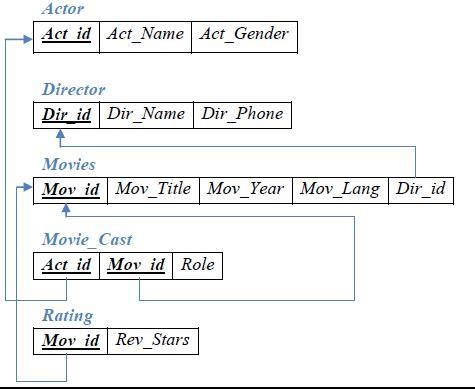 Actor
Act_id Act_Name Act_Gender
Director
Dir_id Dir_Name Dir_Phone
Movies
Mov_id Mov_Title Mov_Year Mov_Lang Dir_id
Movie_Cast
Act_id Mov_id Role
Rating
Mov_id Rev_Stars